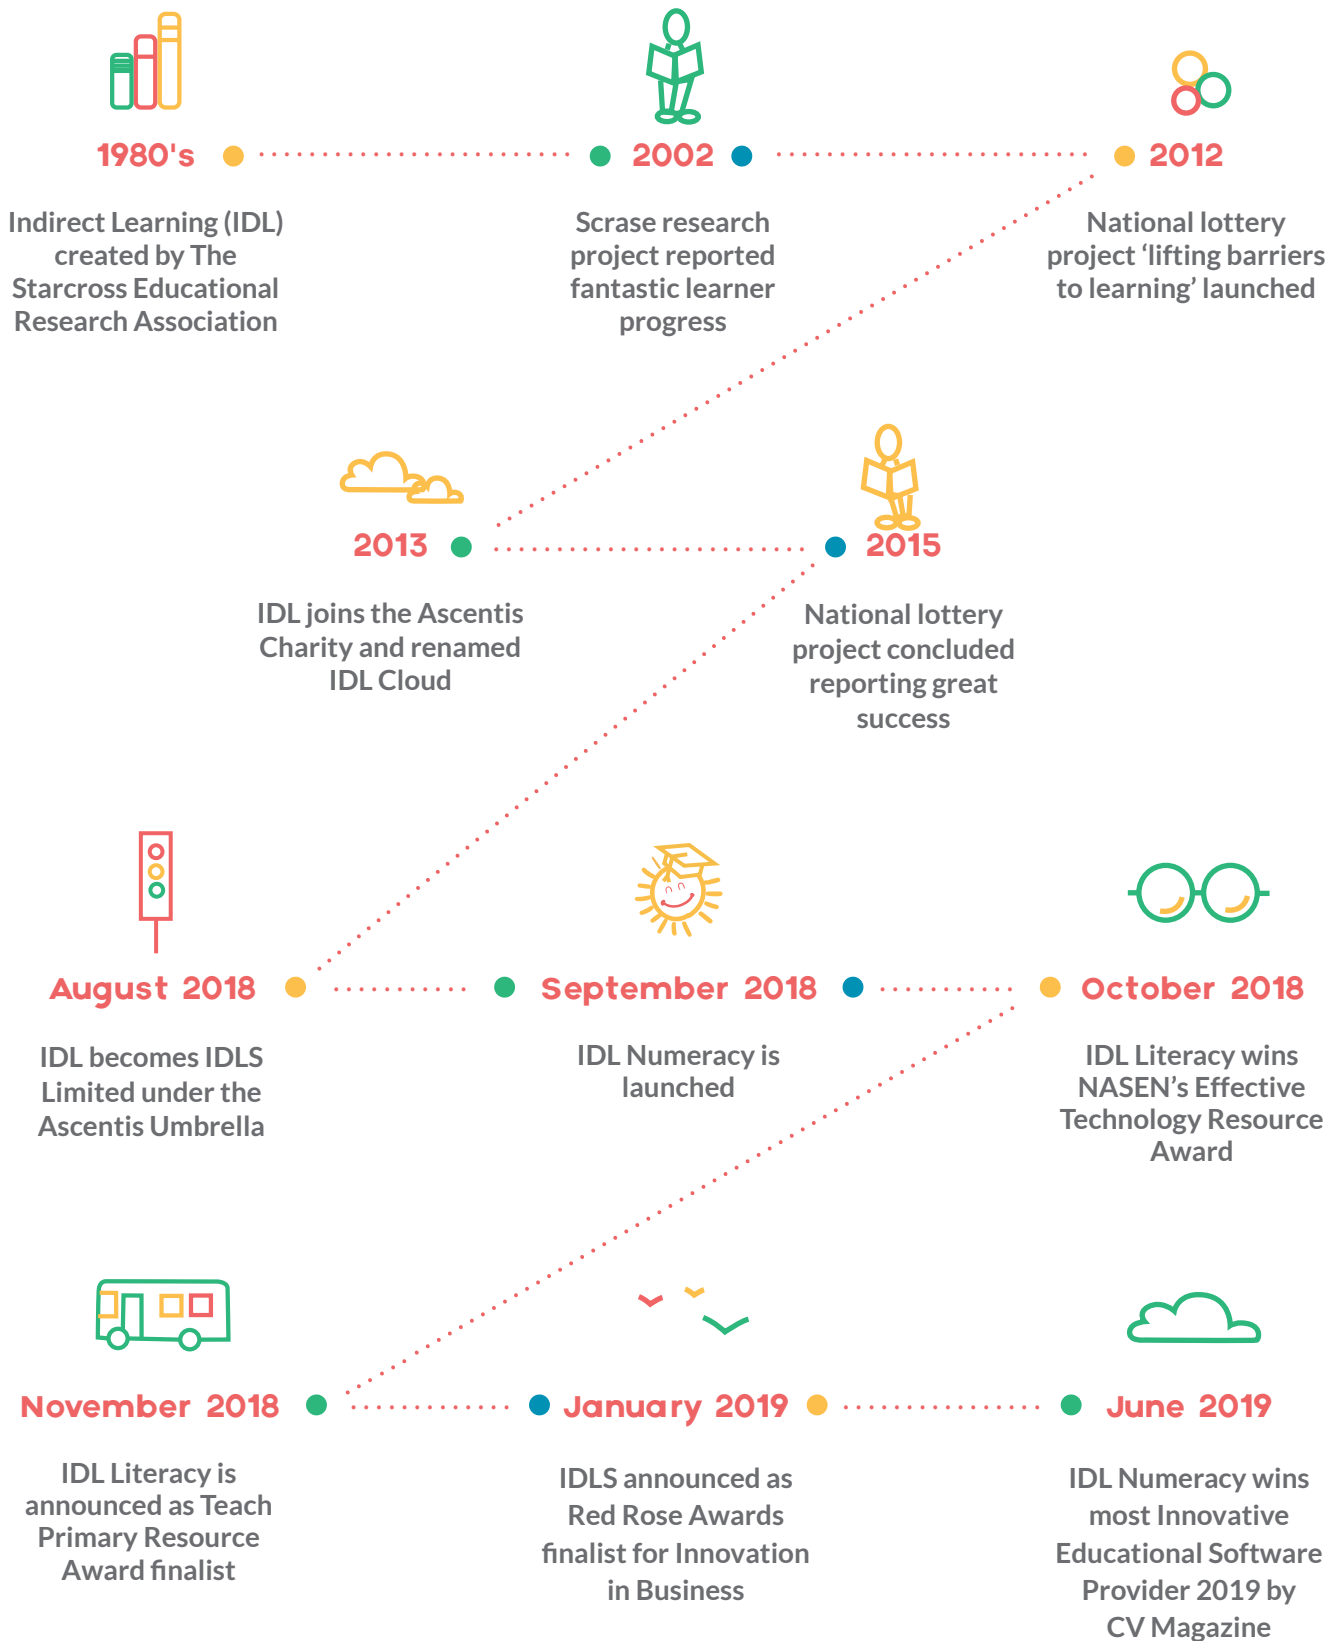 1980's
Indirect Learning (IDL)
created by The
Starcross Educational
Research Association
2002
Scrase research
project reported
fantastic learner
progress
2012
National lottery
project ‘lifting barriers
to learning’ launched
2013
IDL joins the Ascentis
Charity and renamed
IDL Cloud
2015
National lottery
project concluded
reporting great
success
August 2018
IDL becomes IDLS
Limited under the
Ascentis Umbrella
September 2018
IDL Numeracy is
launched
October 2018
IDL Literacy wins
NASEN’s Effective
Technology Resource
Award
November 2018
IDL Literacy is
announced as Teach
Primary Resource
Award finalist
January 2019
IDLS announced as
Red Rose Awards
finalist for Innovation
in Business
June 2019
IDL Numeracy wins
most Innovative
Educational Software
Provider 2019 by
CV Magazine